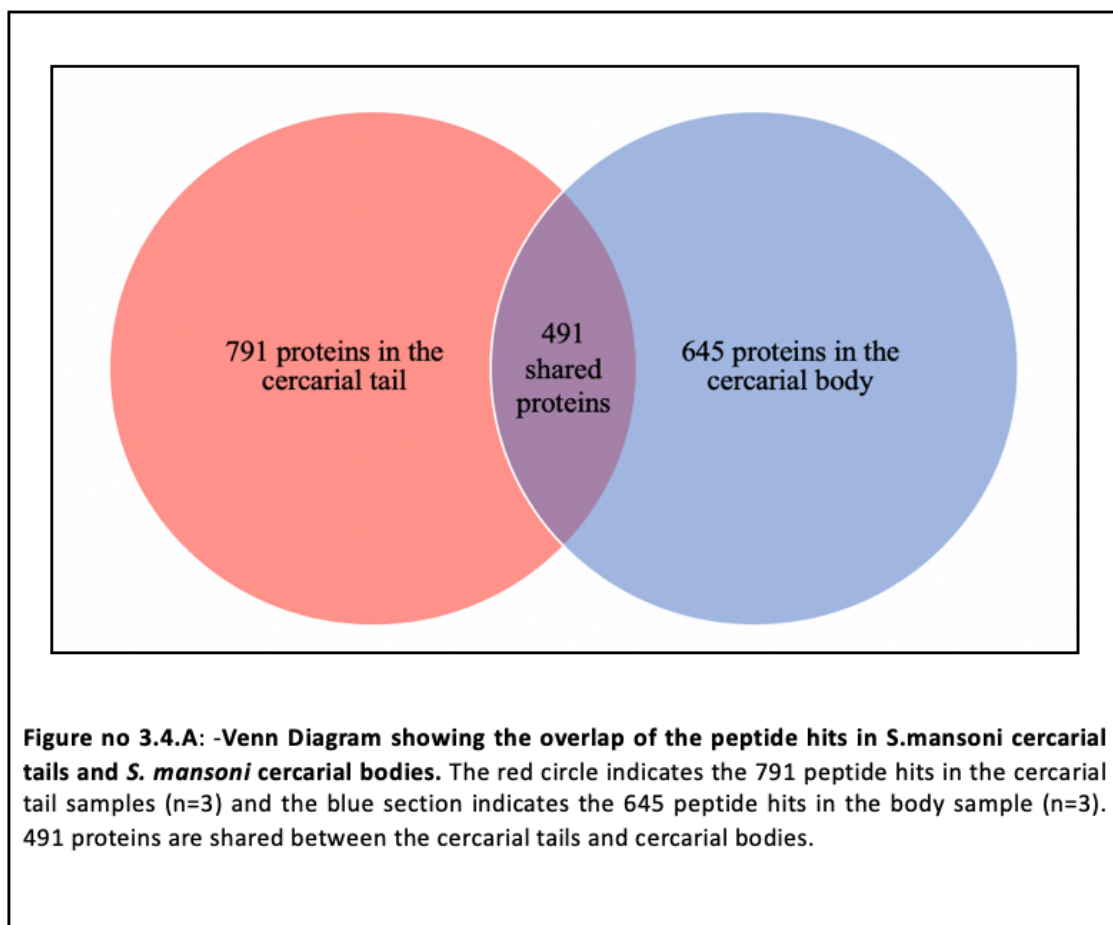 791 proteins in the
cercarial tail
491
shared
proteins
645 proteins in the
cercarial body
Figure no 3.4.A: -Venn Diagram showing the overlap of the peptide hits in S.mansoni cercarial
tails and S. mansoni cercarial bodies. The red circle indicates the 791 peptide hits in the cercarial
tail samples (n=3) and the blue section indicates the 645 peptide hits in the body sample (n=3).
491 proteins are shared between the cercarial tails and cercarial bodies.